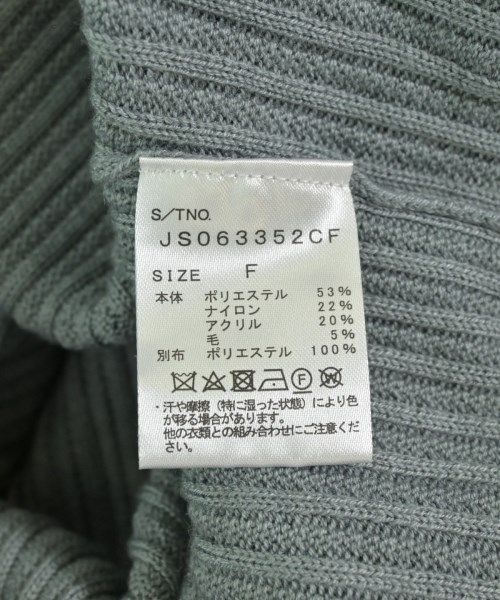 S/TNO.
JS063352CF
SIZE F
本体 ポリエステル 53%
ナイロン 22%
アクリル 20%
毛 5%
別布 ポリエステル 100%
F W
・汗や摩擦（特に湿った状態）により色
が移る場合があります。
他の衣類との組み合わせにご注意くだ
さい。